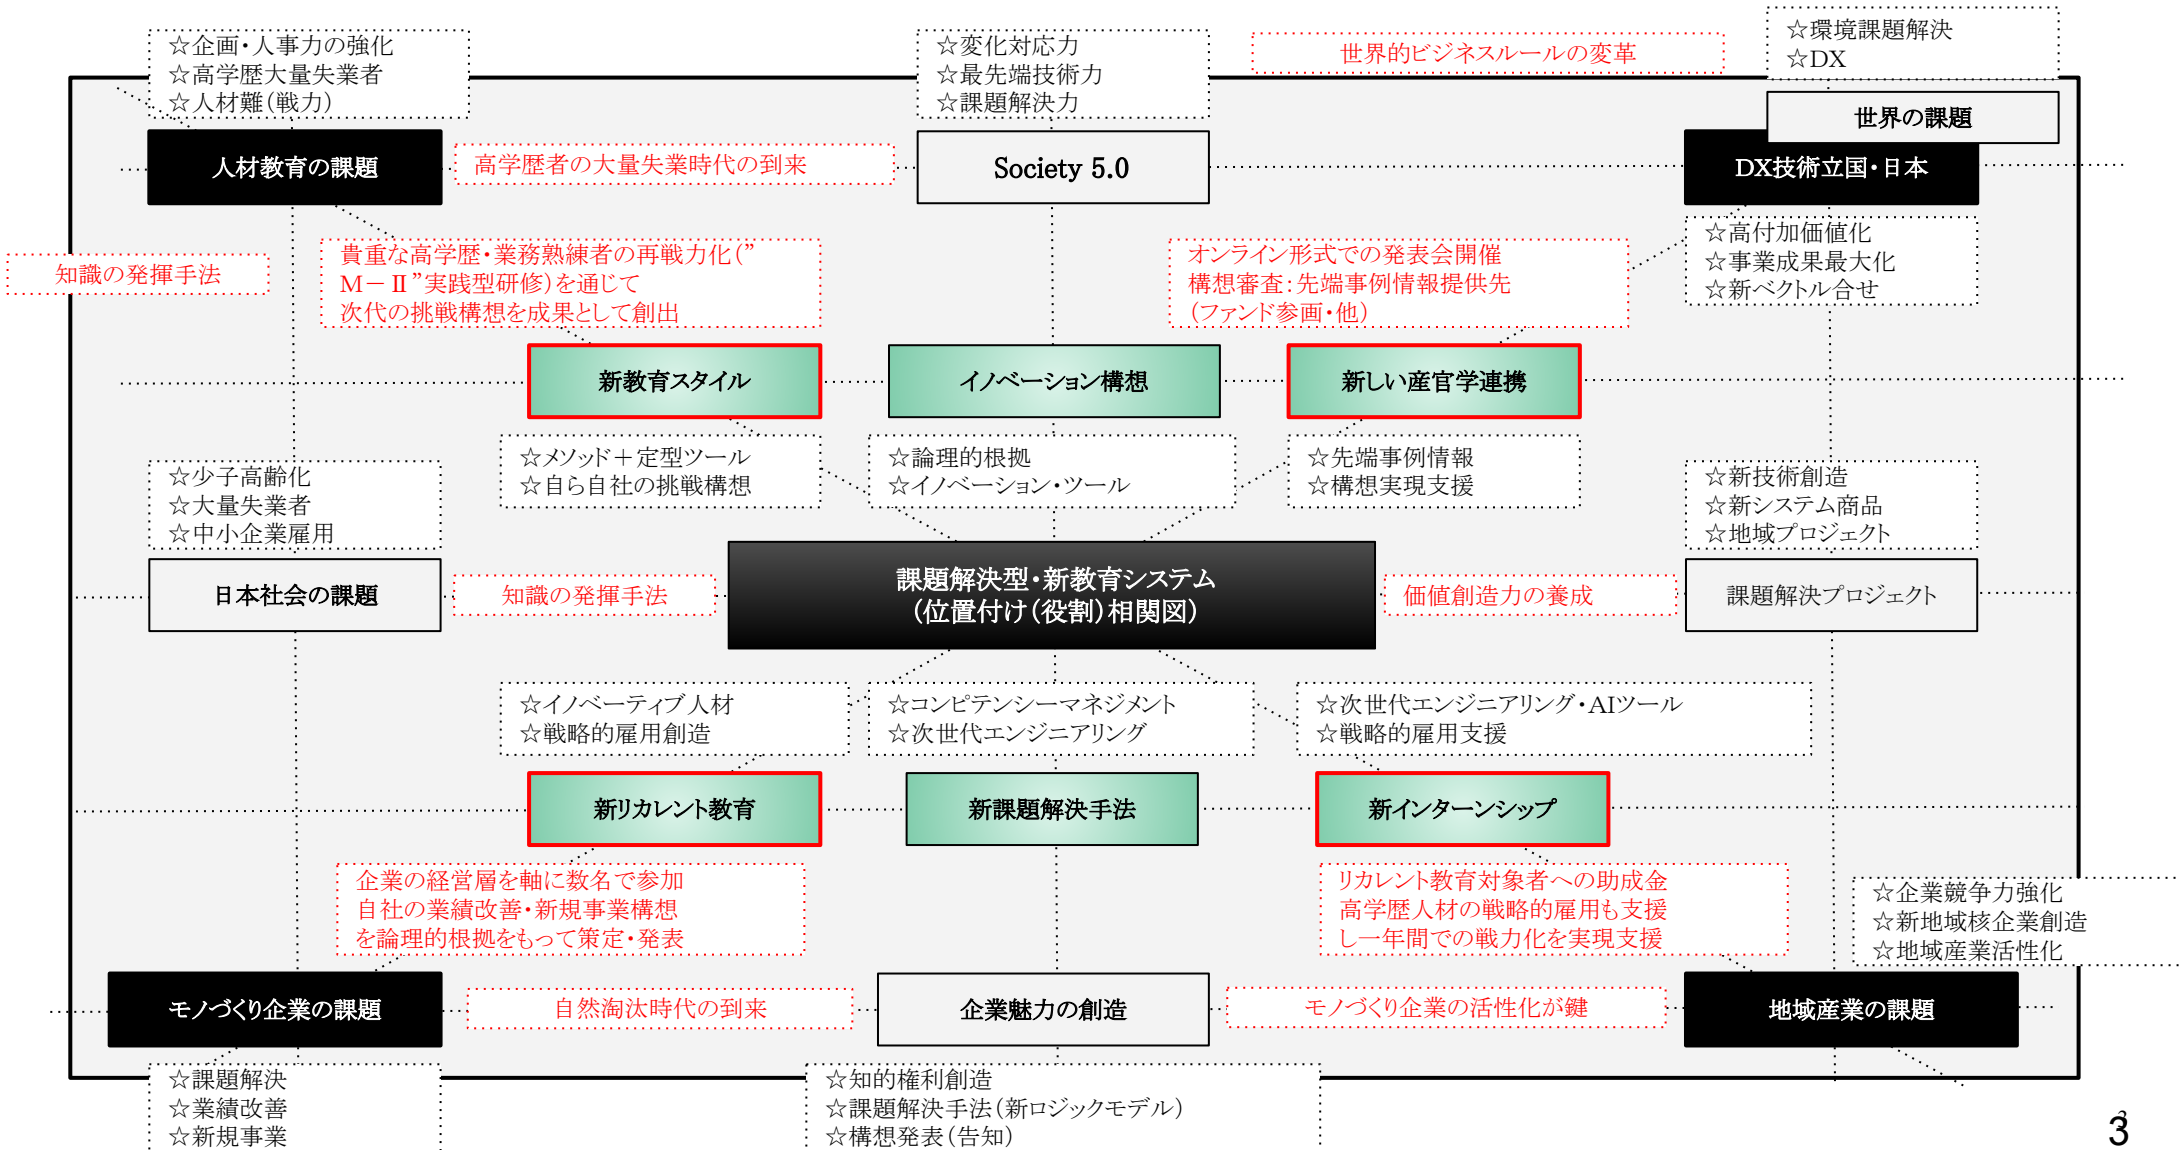 ☆企画・人事力の強化
☆高学歴大量失業者
☆人材難(戦力)
☆変化対応力
☆最先端技術力
☆課題解決力
世界的ビジネスルールの変革
☆環境課題解決
☆DX
世界の課題
人材教育の課題
高学歴者の大量失業時代の到来
Society 5.0
DX技術立国・日本
☆高付加価値化
☆事業成果最大化
☆新ベクトル合せ
知識の発揮手法
貴重な高学歴・業務熟練者の再戦力化(”
M-Ⅱ”実践型研修)を通じて
次代の挑戦構想を成果として創出
オンライン形式での発表会開催
構想審査:先端事例情報提供先
(ファンド参画・他)
新教育スタイル
イノベーション構想
新しい産官学連携
☆メソッド+定型ツール
☆自ら自社の挑戦構想
☆論理的根拠
☆イノベーション・ツール
☆先端事例情報
☆構想実現支援
☆少子高齢化
☆大量失業者
☆中小企業雇用
☆新技術創造
☆新システム商品
☆地域プロジェクト
日本社会の課題
知識の発揮手法
課題解決型・新教育システム
(位置付け(役割)相関図)
価値創造力の養成
課題解決プロジェクト
☆イノベーティブ人材
☆戦略的雇用創造
☆コンピテンシーマネジメント
☆次世代エンジニアリング
☆次世代エンジニアリング・AIツール
☆戦略的雇用支援
新リカレント教育
新課題解決手法
新インターンシップ
企業の経営層を軸に数名で参加
自社の業績改善・新規事業構想
を論理的根拠をもって策定・発表
リカレント教育対象者への助成金
高学歴人材の戦略的雇用も支援
し一年間での戦力化を実現支援
☆企業競争力強化
☆新地域核企業創造
☆地域産業活性化
モノづくり企業の課題
自然淘汰時代の到来
企業魅力の創造
モノづくり企業の活性化が鍵
地域産業の課題
☆課題解決
☆業績改善
☆新規事業
☆知的権利創造
☆課題解決手法(新ロジックモデル)
☆構想発表(告知)
3
3